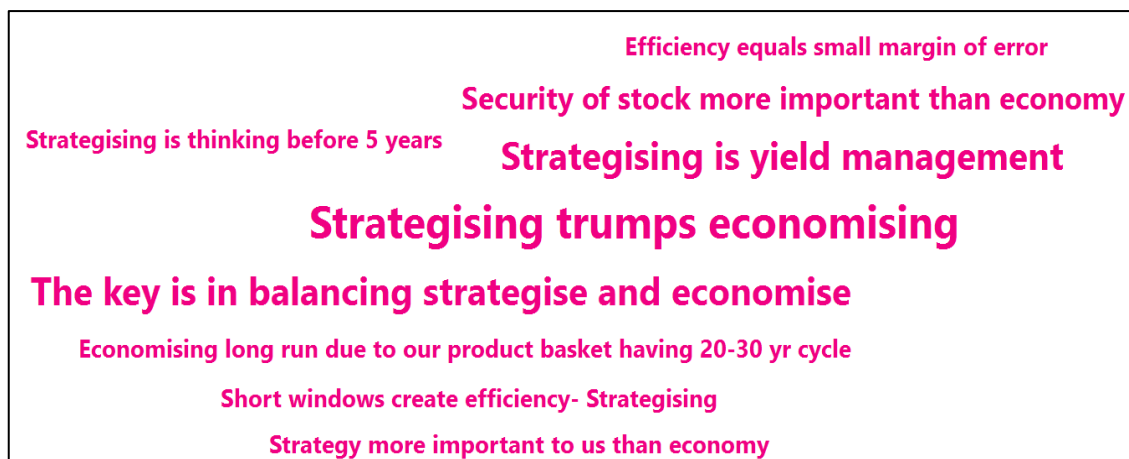 Efficiency equals small margin of error
Security of stock more important than economy
Strategising is thinking before 5 years
Strategising is yield management
Strategising trumps economising
The key is in balancing strategise and economise
Economising long run due to our product basket having 20-30 yr cycle
Short windows create efficiency- Strategising
Strategy more important to us than economy